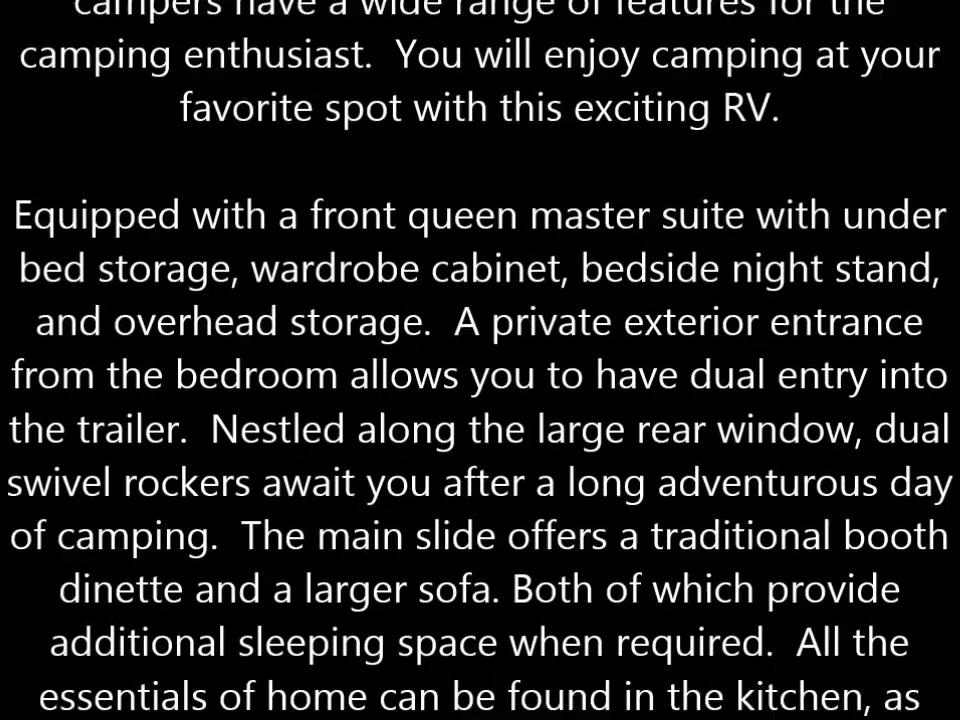 campers have a wide range of features for the
camping enthusiast.  You will enjoy camping at your
favorite spot with this exciting RV.
Equipped with a front queen master suite with under
bed storage, wardrobe cabinet, bedside night stand,
and overhead storage.  A private exterior entrance
from the bedroom allows you to have dual entry into
the trailer.  Nestled along the large rear window, dual
swivel rockers await you after a long adventurous day
of camping.  The main slide offers a traditional booth
dinette and a larger sofa. Both of which provide
additional sleeping space when required.  All the
essentials of home can be found in the kitchen, as